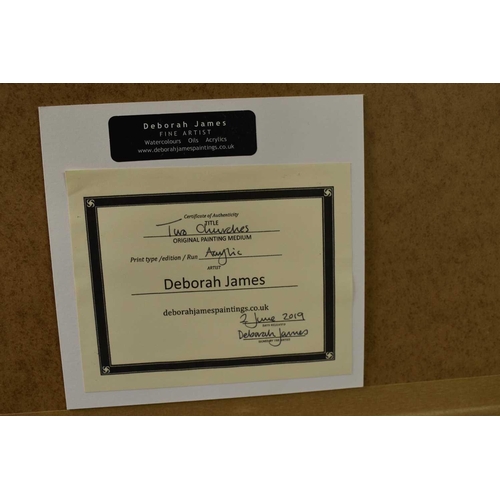 Deborah James
FINE ARTIST
Watercolours Oils Acrylics
www.deborahjamespaintings.co.uk
Certificate of Authenticity
TITLE
Two Churches
ORIGINAL PAINTING MEDIUM
Print type /edition / Run Acrylic
ARTIST
Deborah James
deborahjamespaintings.co.uk
2 June 2019
Deborah James